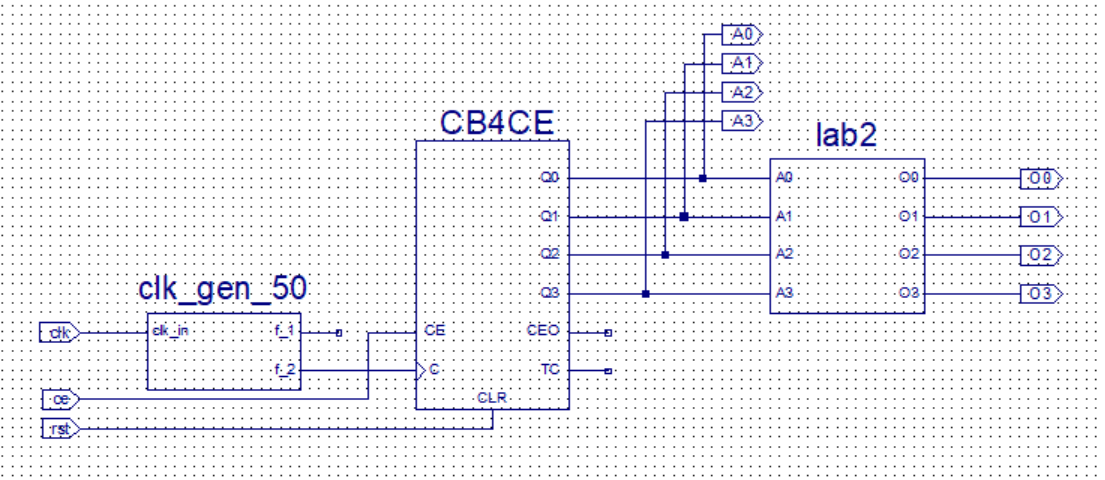 A0
A1
A2
A3
CB4CE
lab2
Q0
A0
O0
O0
Q1
A1
O1
O1
Q2
A2
O2
O2
clk_gen_50
Q3
A3
O3
O3
clk
clk_in
f_1
CE
CEO
f_2
C
TC
ce
CLR
rst